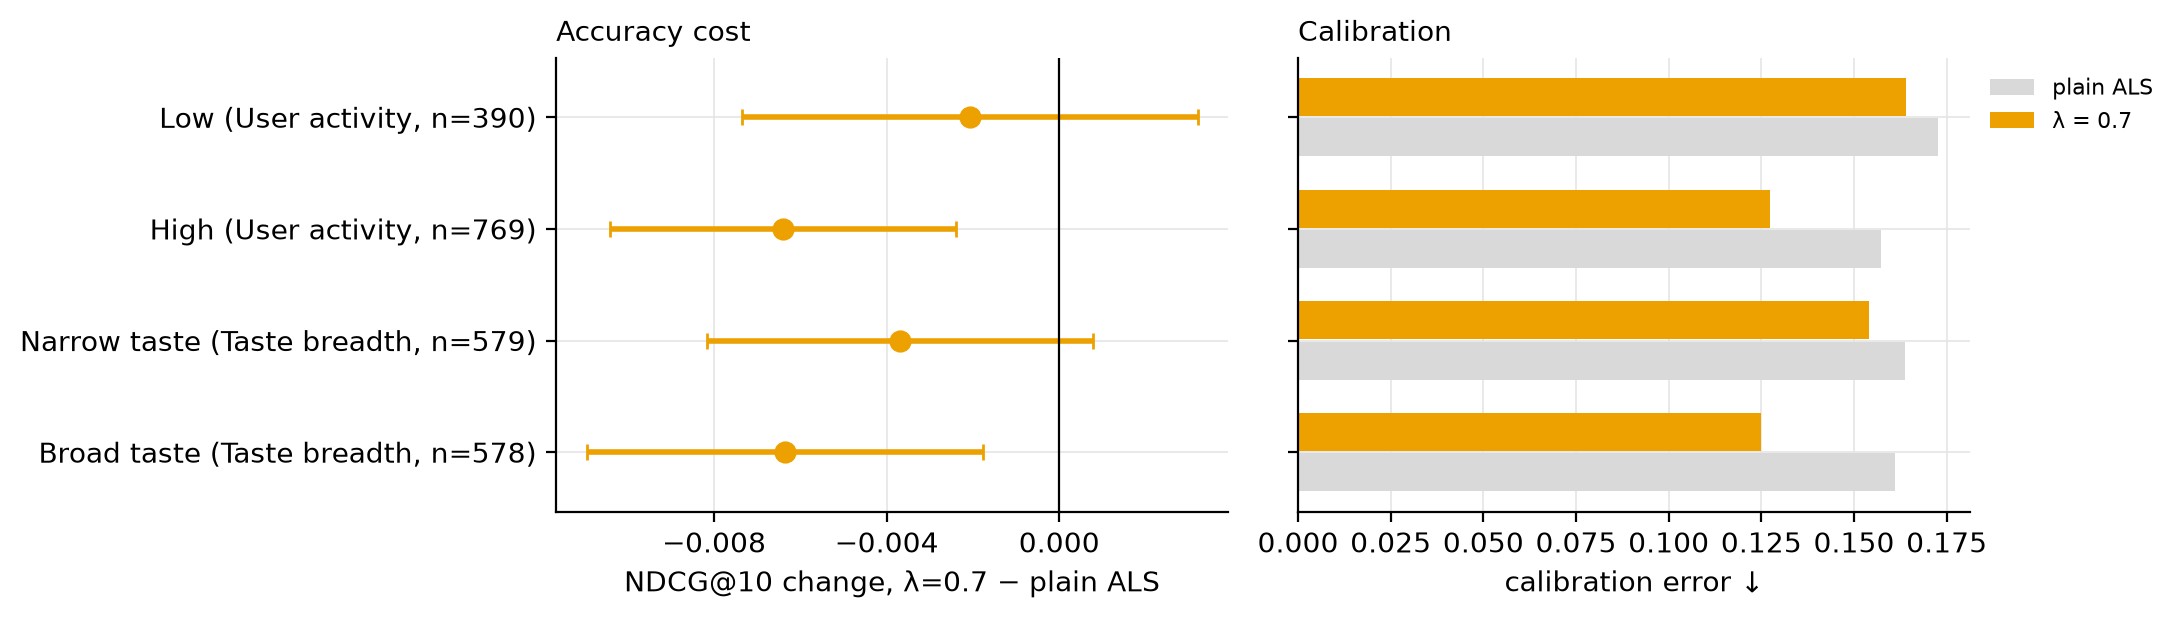 Accuracy cost
Low (User activity, n=390)
High (User activity, n=769)
Narrow taste (Taste breadth, n=579)
Broad taste (Taste breadth, n=578)
−0.008 −0.004 0.000
NDCG@10 change, λ=0.7 − plain ALS
Calibration
0.000 0.025 0.050 0.075 0.100 0.125 0.150 0.175
calibration error ↓
plain ALS
λ = 0.7